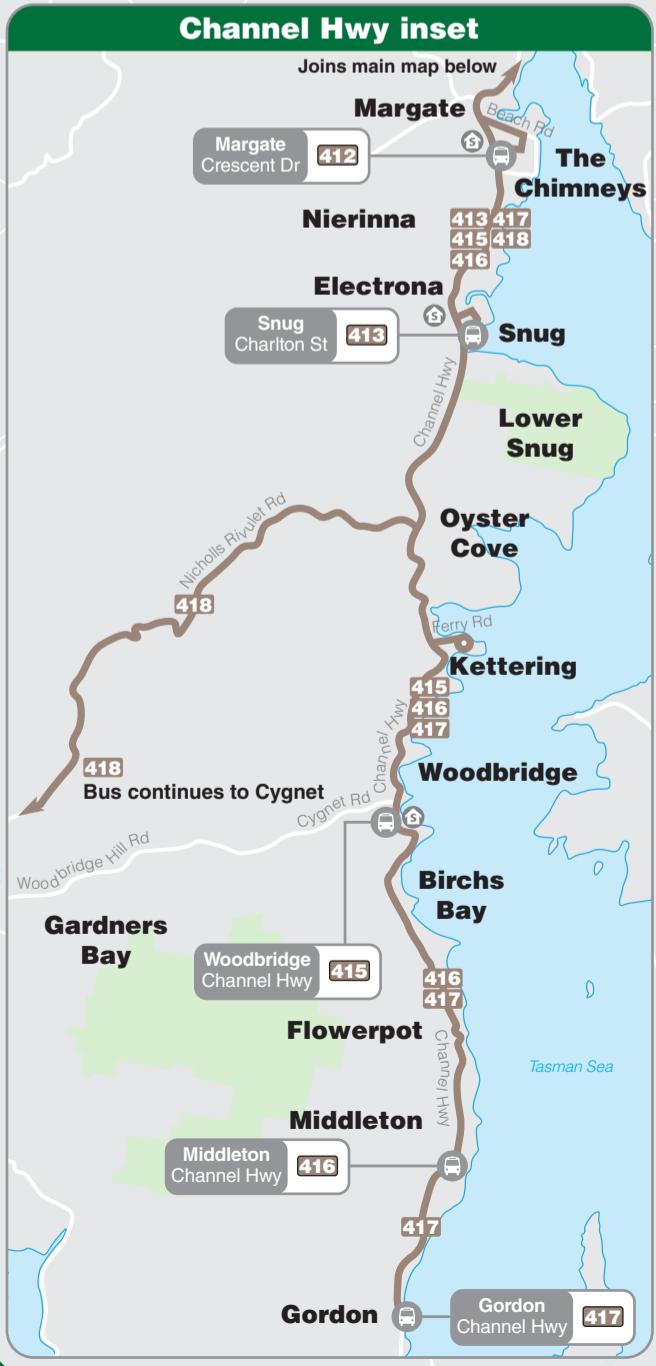 Channel Hwy inset
Joins main map below
Margate
Beach Rd
S
Margate
Crescent Dr
412
The
Chimneys
Nierinna
413 417
415 418
416
Electrona
S
Snug
Charlton St
413
Snug
Channel Hwy
Lower
Snug
Nicholls Rivulet Rd
Oyster
Cove
418
Ferry Rd
Kettering
415
416
417
Channel Hwy
418
Bus continues to Cygnet
Woodbridge
Cygnet Rd
S
Woodbridge Hill Rd
Birchs
Bay
Gardners
Bay
Woodbridge
Channel Hwy
415
416
417
Flowerpot
Channel Hwy
Tasman Sea
Middleton
Middleton
Channel Hwy
416
417
Gordon
Gordon
Channel Hwy
417